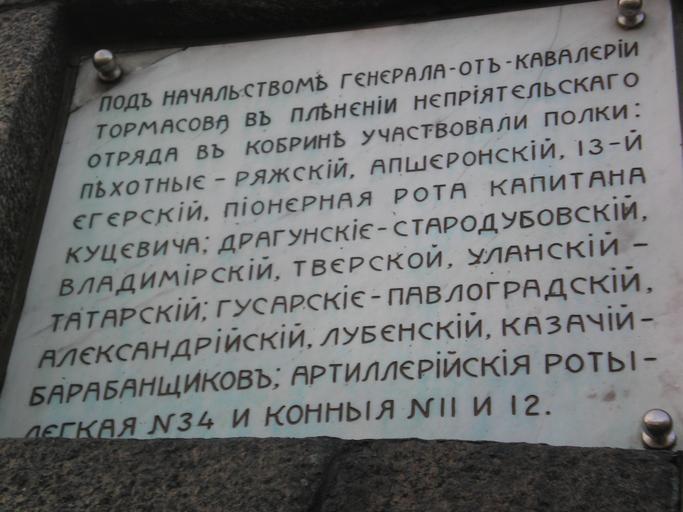 ПОДЪ НАЧАЛЬСТВОМЪ ГЕНЕРАЛА-ОТЪ-КАВАЛЕРІИ
ТОРМАСОВА ВЪ ПЛѢНЕНІИ НЕПРІЯТЕЛЬСКАГО
ОТРЯДА ВЪ КОБРИНѢ УЧАСТВОВАЛИ ПОЛКИ:
ПѢХОТНЫЕ - РЯЖСКІЙ, АПШЕРОНСКІЙ, 13-Й
ЕГЕРСКІЙ, ПІОНЕРНАЯ РОТА КАПИТАНА
КУЦЕВИЧА; ДРАГУНСКІЕ-СТАРОДУБОВСКІЙ,
ВЛАДИМІРСКІЙ, ТВЕРСКОЙ, УЛАНСКІЙ -
ТАТАРСКІЙ; ГУСАРСКІЕ-ПАВЛОГРАДСКІЙ,
АЛЕКСАНДРІЙСКІЙ, ЛУБЕНСКІЙ, КАЗАЧІЙ-
БАРАБАНЩИКОВЪ; АРТИЛЛЕРІЙСКІЯ РОТЫ-
ЛЕГКАЯ N34 И КОННЫІЯ N11 И 12.